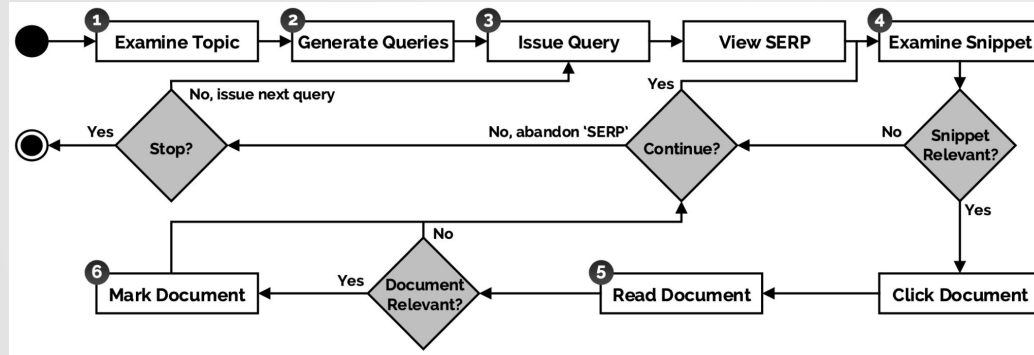 1
Examine Topic
2
Generate Queries
3
Issue Query
View SERP
4
Examine Snippet
No, issue next query
Yes
Yes
Stop?
No, abandon 'SERP'
Continue?
No
Snippet
Relevant?
Yes
No
6
Mark Document
Yes
Document
Relevant?
5
Read Document
Click Document